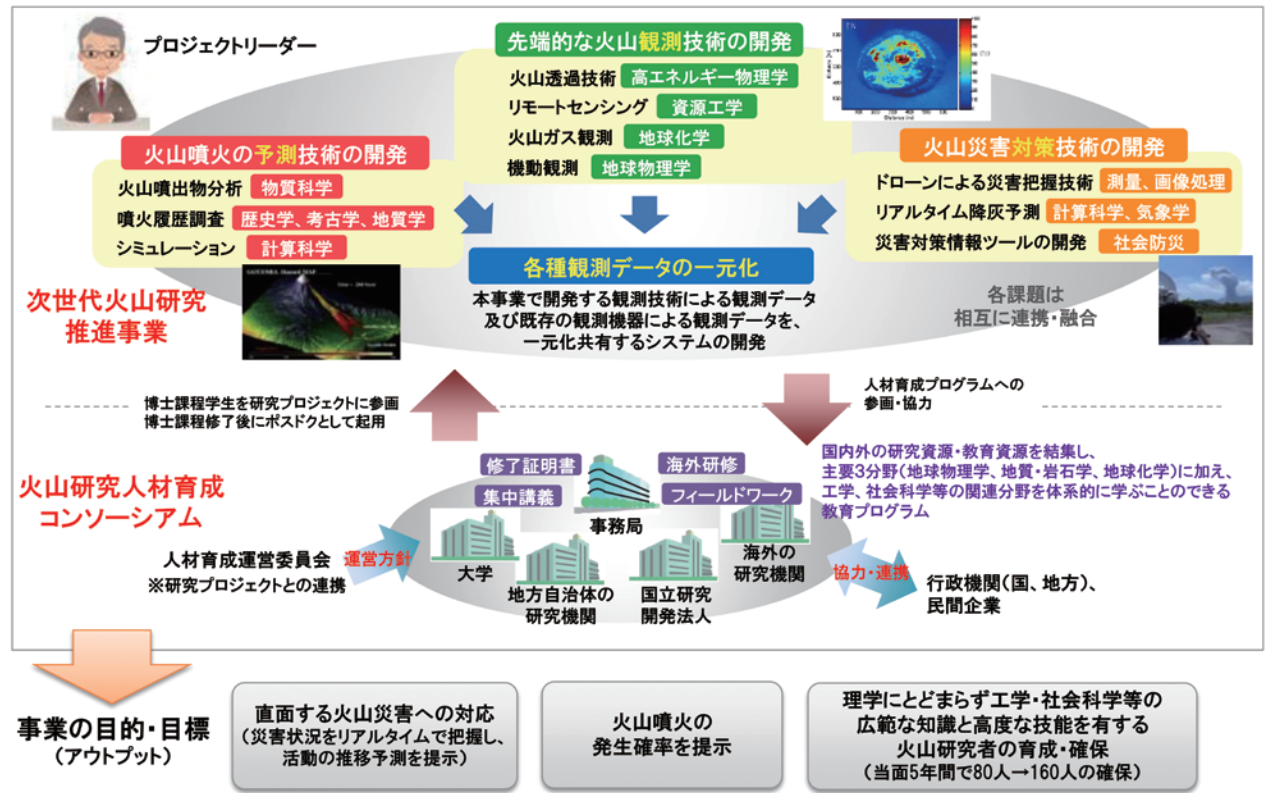 プロジェクトリーダー
先端的な火山観測技術の開発
火山透過技術 高エネルギー物理学
リモートセンシング 資源工学
火山ガス観測 地球化学
機動観測 地球物理学
火山噴火の予測技術の開発
火山噴出物分析 物質科学
噴火履歴調査 歴史学、考古学、地質学
シミュレーション 計算科学
火山災害対策技術の開発
ドローンによる災害把握技術 測量、画像処理
リアルタイム降灰予測 計算科学、気象学
災害対策情報ツールの開発 社会防災
各種観測データの一元化
本事業で開発する観測技術による観測データ
及び既存の観測機器による観測データを、
一元化共有するシステムの開発
次世代火山研究
推進事業
各課題は
相互に連携・融合
博士課程学生を研究プロジェクトに参画
博士課程修了後にポスドクとして起用
人材育成プログラムへの
参画・協力
火山研究人材育成
コンソーシアム
修了証明書
海外研修
集中講義
フィールドワーク
事務局
大学
地方自治体の
研究機関
国立研究
開発法人
海外の
研究機関
国内外の研究資源・教育資源を結集し、
主要3分野(地球物理学、地質・岩石学、地球化学)に加え、
工学、社会科学等の関連分野を体系的に学ぶことのできる
教育プログラム
人材育成運営委員会
※研究プロジェクトとの連携
運営方針
協力・連携
行政機関(国、地方)、
民間企業
事業の目的・目標
(アウトプット)
直面する火山災害への対応
(災害状況をリアルタイムで把握し、
活動の推移予測を提示)
火山噴火の
発生確率を提示
理学にとどまらず工学・社会科学等の
広範な知識と高度な技能を有する
火山研究者の育成・確保
(当面5年間で80人→160人の確保)